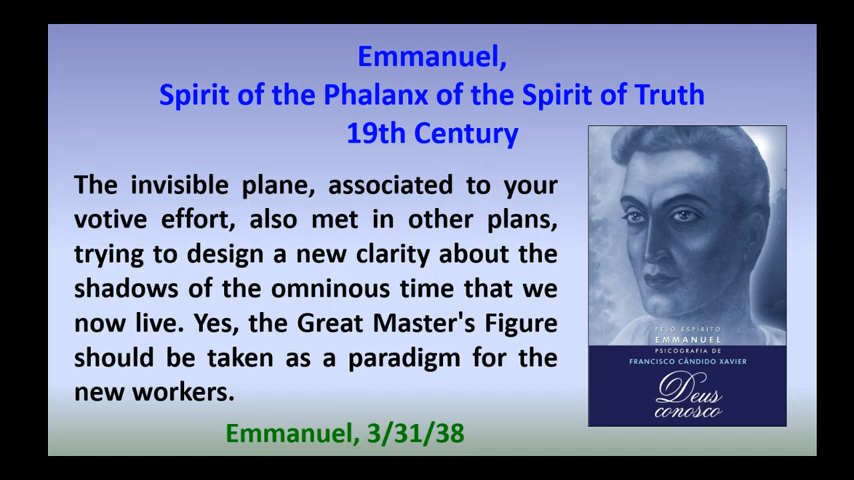 Emmanuel,
Spirit of the Phalanx of the Spirit of Truth
19th Century
The invisible plane, associated to your
votive effort, also met in other plans,
trying to design a new clarity about the
shadows of the omninous time that we
now live. Yes, the Great Master's Figure
should be taken as a paradigm for the
new workers.
Emmanuel, 3/31/38
PELO ESPÍRITO
EMMANUEL
PSICOGRAFIA DE
FRANCISCO CÂNDIDO XAVIER
Deus
conosco